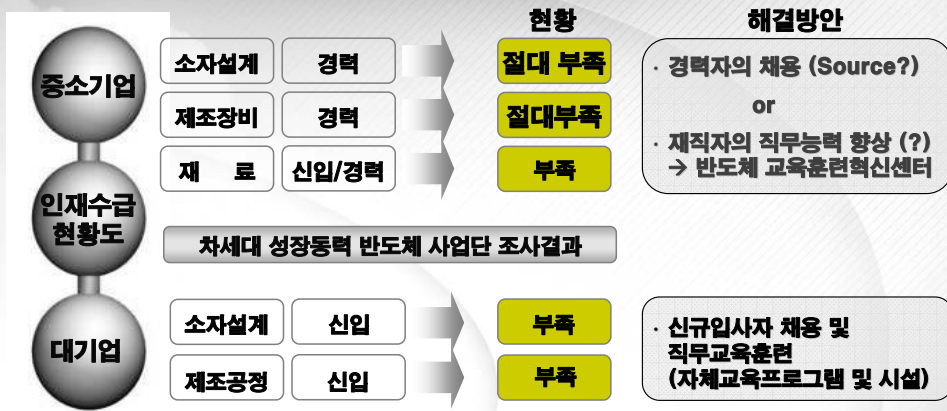 현황 해결방안
중소기업
소자설계 경력 절대 부족
제조장비 경력 절대부족
재 료 신입/경력 부족
· 경력자의 채용 (Source?)
or
· 재직자의 직무능력 향상 (?)
→ 반도체 교육훈련혁신센터
인재수급
현황도
차세대 성장동력 반도체 사업단 조사결과
대기업
소자설계 신입 부족
제조공정 신입 부족
· 신규입사자 채용 및
직무교육훈련
(자체교육프로그램 및 시설)